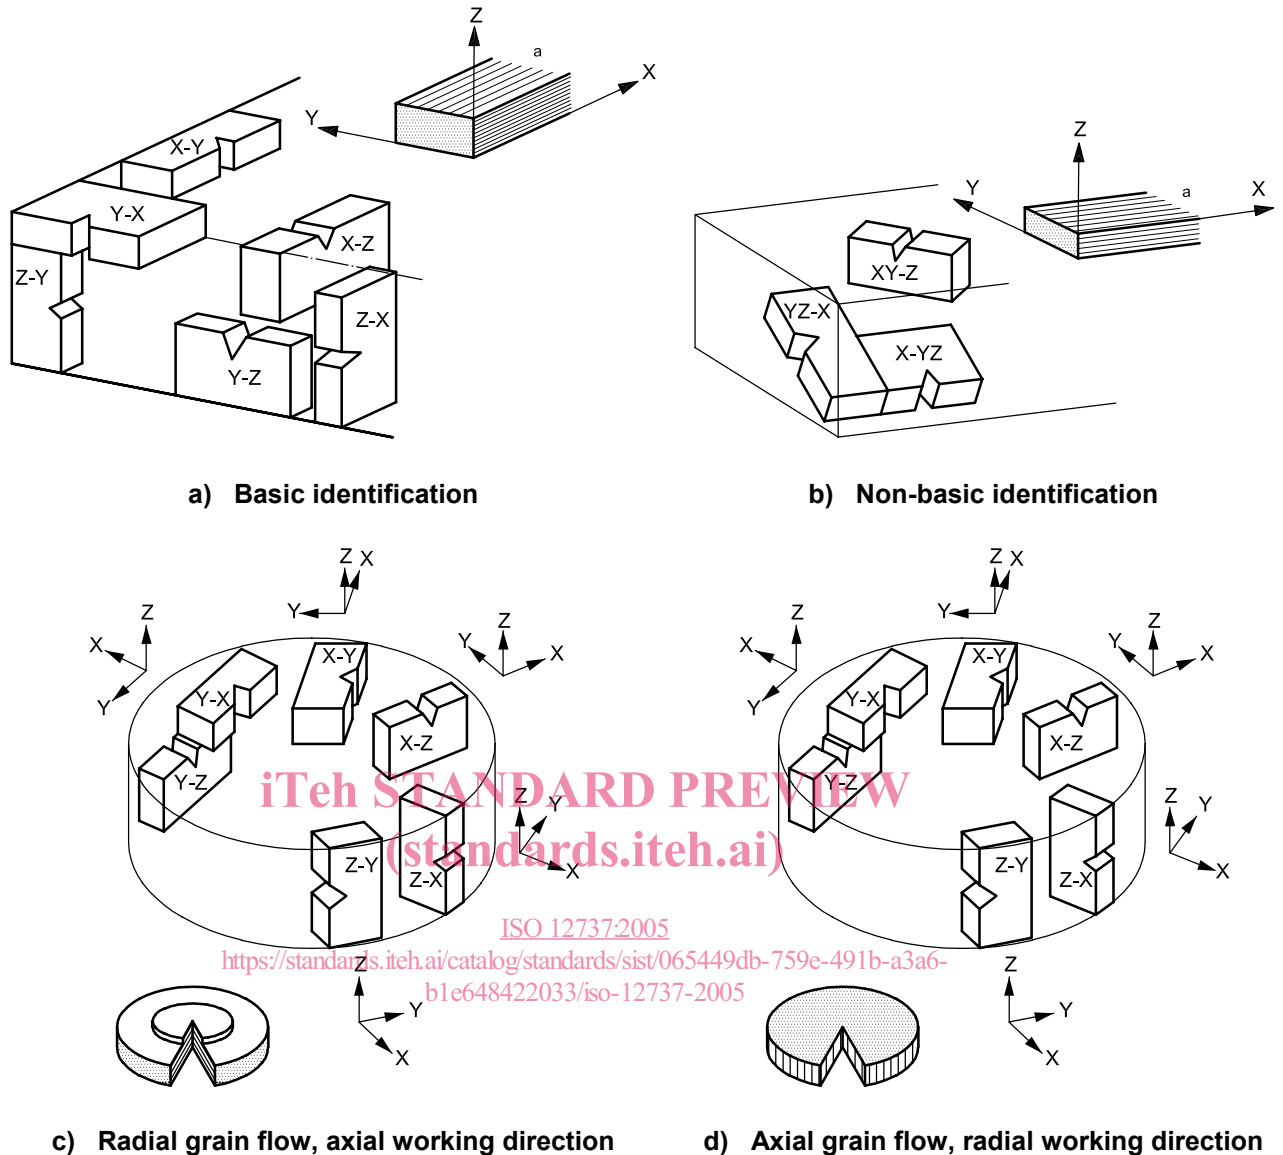 Z
a
X
Y
X-Y
Y-X
X-Z
Z-Y
Z-X
Y-Z
Z
Y
a
X
XY-Z
YZ-X
X-YZ
a) Basic identification
b) Non-basic identification
Z X
Y
Z
X
Y
Y
Z
X
X-Y
Y-X
X-Z
Y-Z
Z
Y
X
Z-Y
Z-X
Z
Y
X
Z X
Y
Z
X
Y
Y
Z
X
X-Y
Y-X
X-Z
Y-Z
Z
Y
X
Z-Y
Z-X
Z
Y
X
iTeh STANDARD PREVIEW
(standards.iteh.ai)
ISO 12737:2005
https://standards.iteh.ai/catalog/standards/sist/065449db-759e-491b-a3a6-
b1e648422033/iso-12737-2005
c) Radial grain flow, axial working direction
d) Axial grain flow, radial working direction